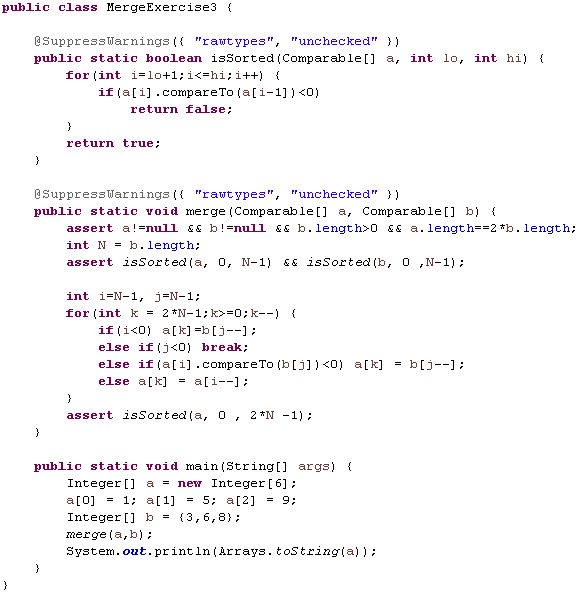 public class MergeExercise3 {
@SuppressWarnings({ "rawtypes", "unchecked" })
public static boolean isSorted(Comparable[] a, int lo, int hi) {
for(int i=lo+1;i<=hi;i++) {
if(a[i].compareTo(a[i-1])<0)
return false;
}
return true;
}
@SuppressWarnings({ "rawtypes", "unchecked" })
public static void merge(Comparable[] a, Comparable[] b) {
assert a!=null && b!=null && b.length>0 && a.length==2*b.length;
int N = b.length;
assert isSorted(a, 0, N-1) && isSorted(b, 0 ,N-1);
int i=N-1, j=N-1;
for(int k = 2*N-1;k>=0;k--) {
if(i<0) a[k]=b[j--];
else if(j<0) break;
else if(a[i].compareTo(b[j])<0) a[k] = b[j--];
else a[k] = a[i--];
}
assert isSorted(a, 0 , 2*N -1);
}
public static void main(String[] args) {
Integer[] a = new Integer[6];
a[0] = 1; a[1] = 5; a[2] = 9;
Integer[] b = {3,6,8};
merge(a,b);
System.out.println(Arrays.toString(a));
}
}